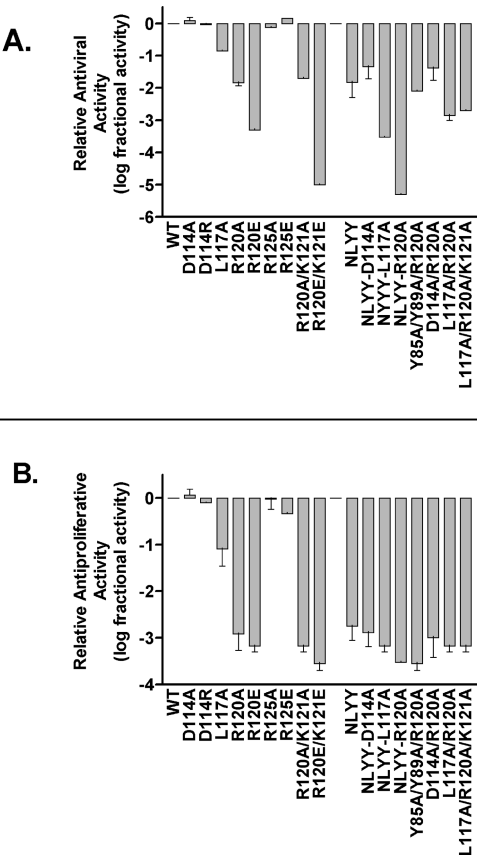 A.
Relative Antiviral
Activity
(log fractional activity)
0
-1
-2
-3
-4
-5
-6
WT
D114A
D114R
L117A
R120A
R120E
R125A
R125E
R120A/K121A
R120E/K121E
NLYY
NLYY-D114A
NYYY-L117A
NLYY-R120A
Y85A/Y89A/R120A
D114A/R120A
L117A/R120A
L117A/R120A/K121A
B.
Relative Antiproliferative
Activity
(log fractional activity)
0
-1
-2
-3
-4
WT
D114A
D114R
L117A
R120A
R120E
R125A
R125E
R120A/K121A
R120E/K121E
NLYY
NLYY-D114A
NLYY-L117A
NLYY-R120A
Y85A/Y89A/R120A
D114A/R120A
L117A/R120A
L117A/R120A/K121A